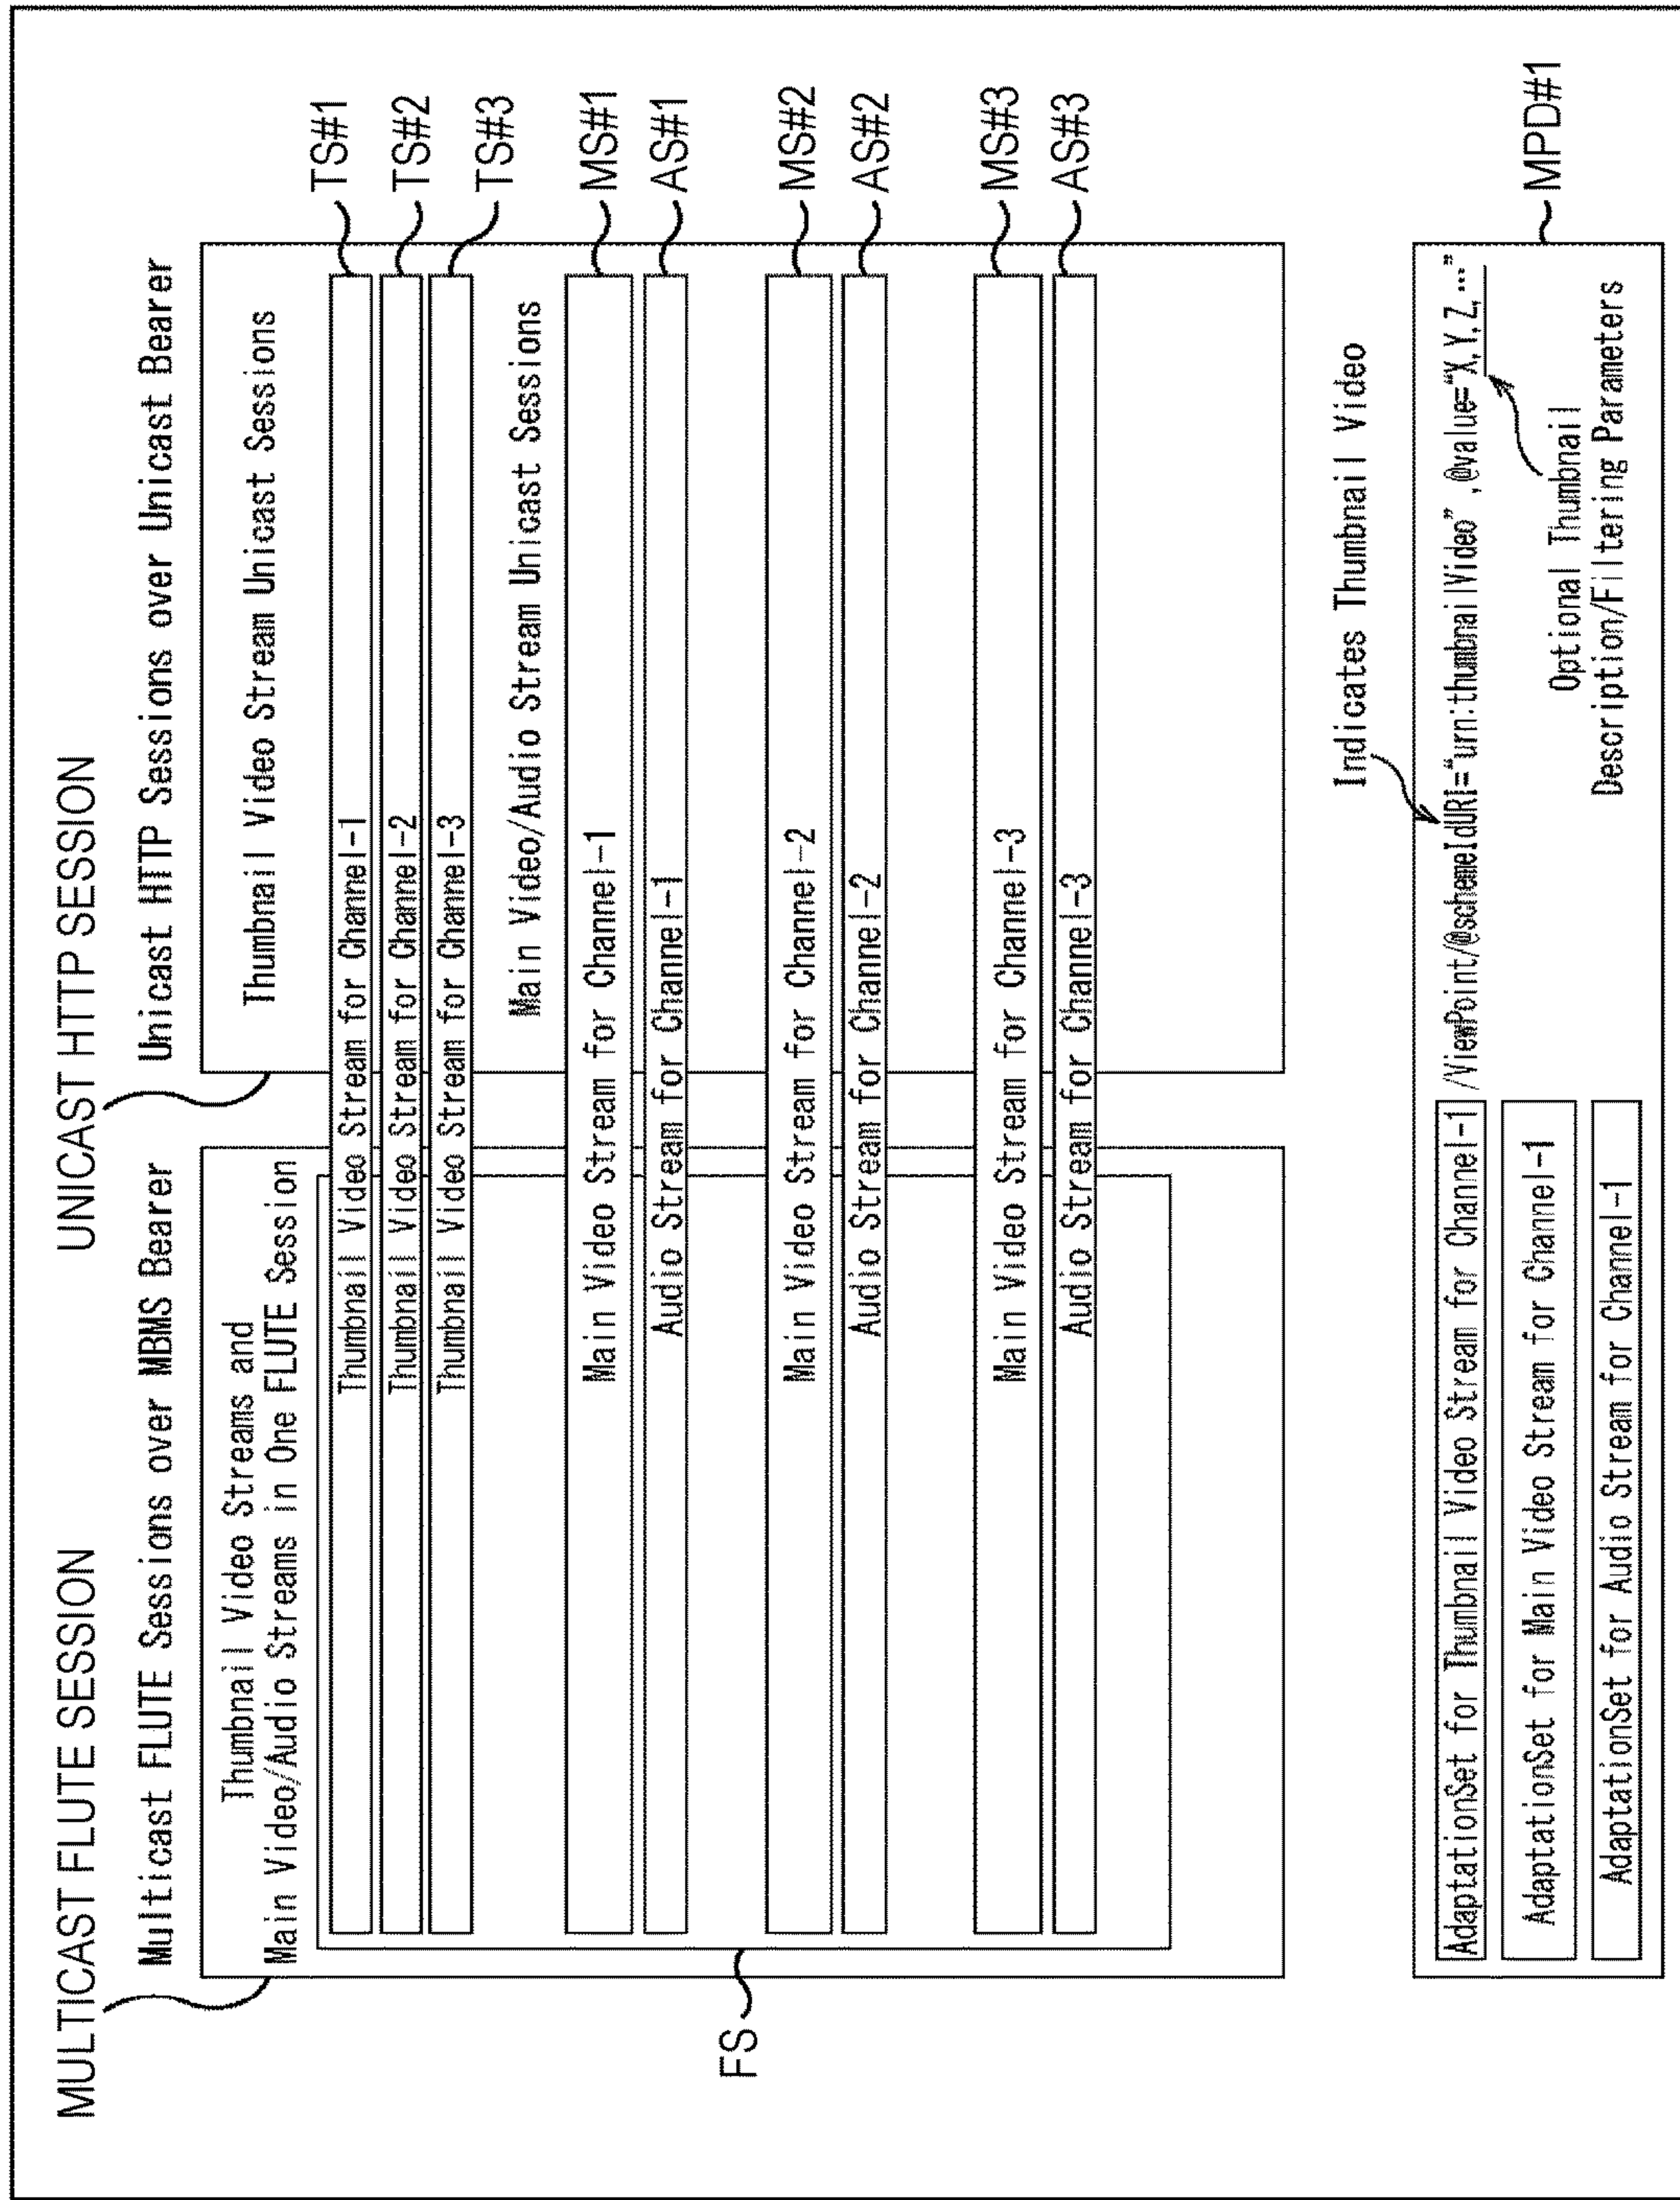 MULTICAST FLUTE SESSION
UNICAST HTTP SESSION
Multicast FLUTE Sessions over MBMS Bearer
Unicast HTTP Sessions over Unicast Bearer
Thumbnail Video Streams and
Main Video/Audio Streams in One FLUTE Session
Thumbnail Video Stream Unicast Sessions
Thumbnail Video Stream for Channel-1
TS#1
Thumbnail Video Stream for Channel-2
TS#2
Thumbnail Video Stream for Channel-3
TS#3
Main Video/Audio Stream Unicast Sessions
Main Video Stream for Channel-1
MS#1
Audio Stream for Channel-1
AS#1
FS
Main Video Stream for Channel-2
MS#2
Audio Stream for Channel-2
AS#2
Main Video Stream for Channel-3
MS#3
Audio Stream for Channel-3
AS#3
Indicates Thumbnail Video
AdaptationSet for Thumbnail Video Stream for Channel-1 /ViewPoint/@schemeIdURI=“urn:thumbnailVideo” ,@value=“X,Y,Z,…”
MPD#1
AdaptationSet for Main Video Stream for Channel-1
Optional Thumbnail
Description/Filtering Parameters
AdaptationSet for Audio Stream for Channel-1